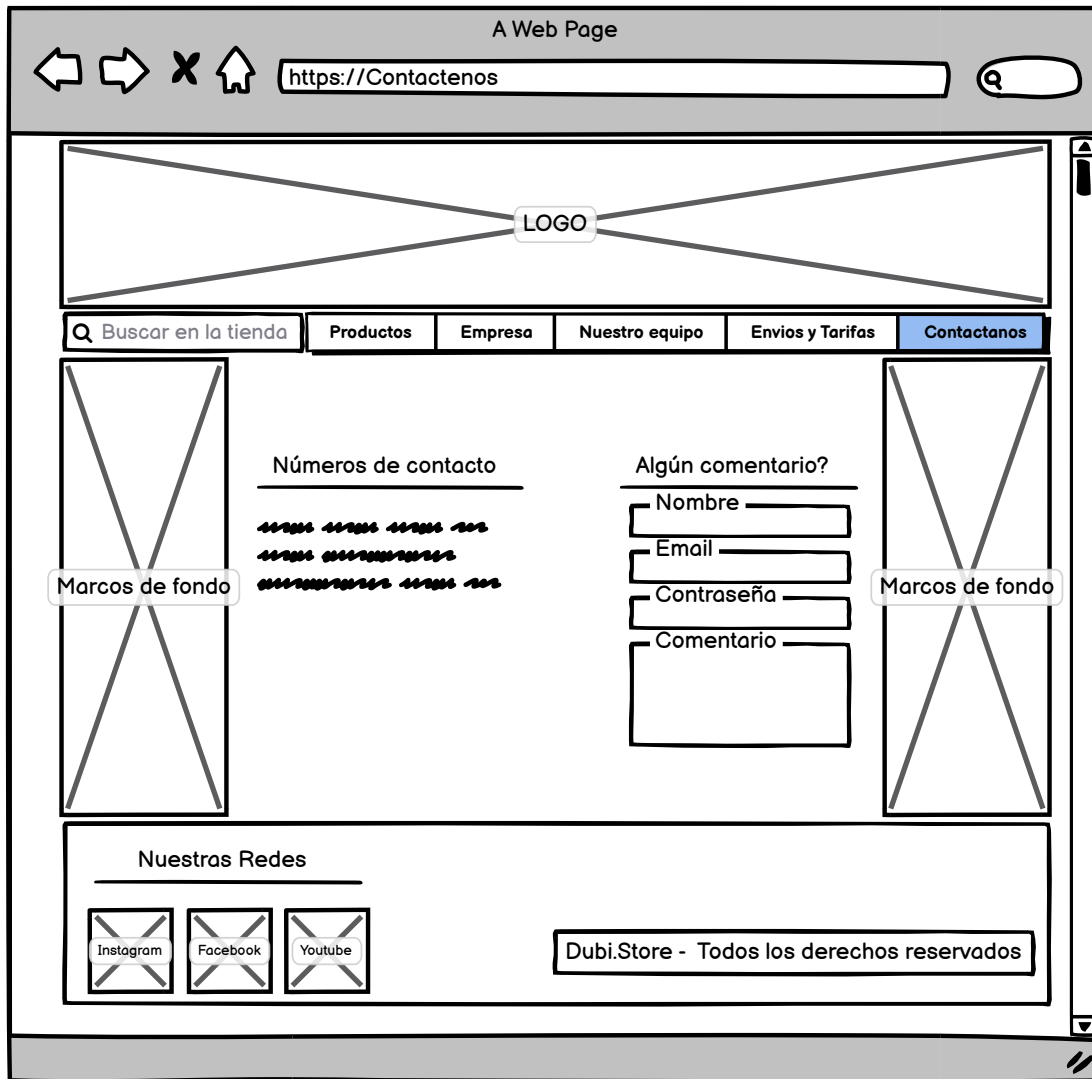 A Web Page
https://Contactenos
LOGO
Buscar en la tienda
Productos
Empresa
Nuestro equipo
Envios y Tarifas
Contactanos
Marcos de fondo
Números de contacto
Algún comentario?
Nombre
Email
Contraseña
Comentario
Marcos de fondo
Nuestras Redes
Instagram
Facebook
Youtube
Dubi.Store - Todos los derechos reservados